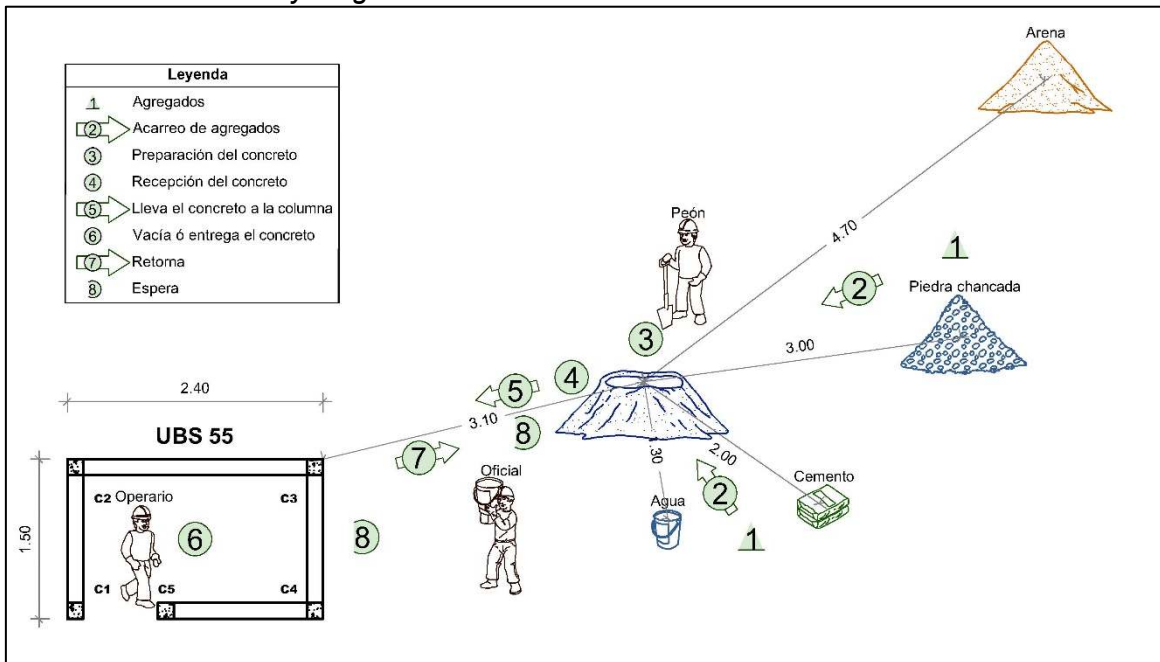 Leyenda
1 Agregados
2 Acarreo de agregados
3 Preparación del concreto
4 Recepción del concreto
5 Lleva el concreto a la columna
6 Vacía ó entrega el concreto
7 Retorna
8 Espera
Arena
4.70
Peón
1
2
Piedra chancada
3
3.00
4
5
2.40
3.10
8
UBS 55
7
2.00
.30
2
Oficial
Agua
Cemento
C2 Operario
C3
1.50
6
8
1
C1
C5
C4